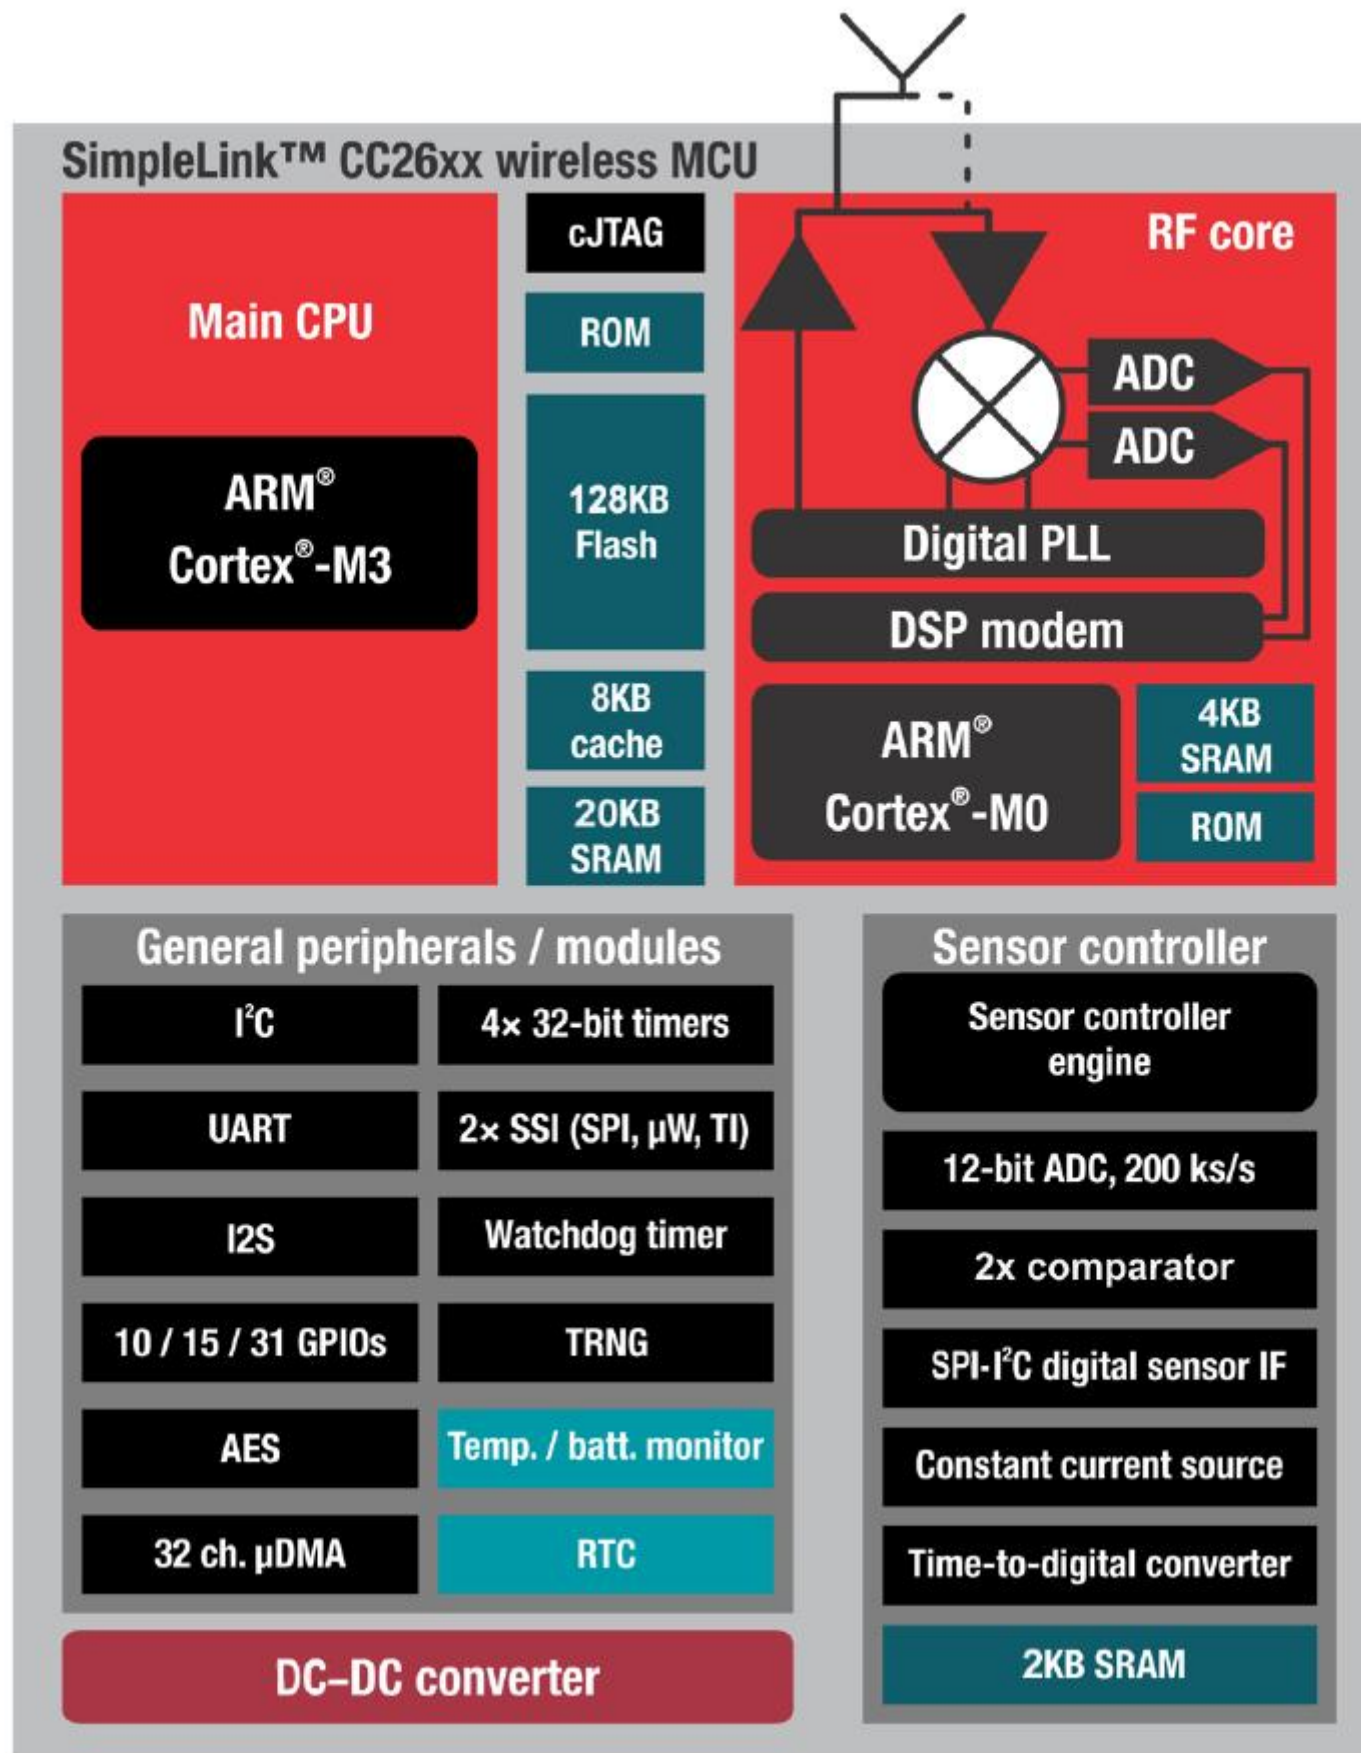 SimpleLink™ CC26xx wireless MCU
Main CPU
ARM®
Cortex®-M3
cJTAG
ROM
128KB
Flash
8KB
cache
20KB
SRAM
RF core
ADC
ADC
Digital PLL
DSP modem
ARM®
Cortex®-M0
4KB
SRAM
ROM
General peripherals / modules
I²C
4× 32-bit timers
UART
2× SSI (SPI, µW, TI)
I2S
Watchdog timer
10 / 15 / 31 GPIOs
TRNG
AES
Temp. / batt. monitor
32 ch. µDMA
RTC
DC–DC converter
Sensor controller
Sensor controller
engine
12-bit ADC, 200 ks/s
2x comparator
SPI-I²C digital sensor IF
Constant current source
Time-to-digital converter
2KB SRAM